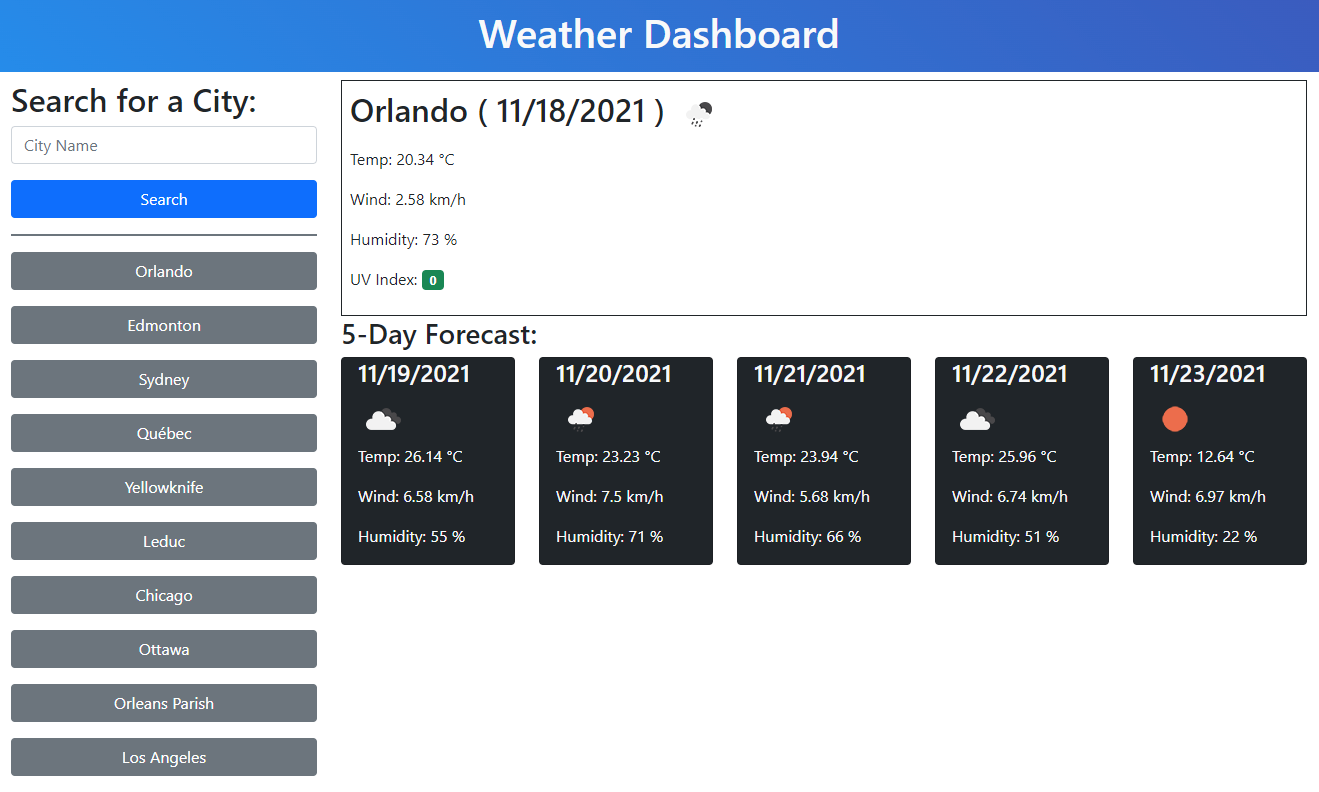 Weather Dashboard
Search for a City:
City Name
Search
Orlando
Edmonton
Sydney
Québec
Yellowknife
Leduc
Chicago
Ottawa
Orleans Parish
Los Angeles
Orlando ( 11/18/2021 )
Temp: 20.34 °C
Wind: 2.58 km/h
Humidity: 73 %
UV Index: 0
5-Day Forecast:
11/19/2021
Temp: 26.14 °C
Wind: 6.58 km/h
Humidity: 55 %
11/20/2021
Temp: 23.23 °C
Wind: 7.5 km/h
Humidity: 71 %
11/21/2021
Temp: 23.94 °C
Wind: 5.68 km/h
Humidity: 66 %
11/22/2021
Temp: 25.96 °C
Wind: 6.74 km/h
Humidity: 51 %
11/23/2021
Temp: 12.64 °C
Wind: 6.97 km/h
Humidity: 22 %